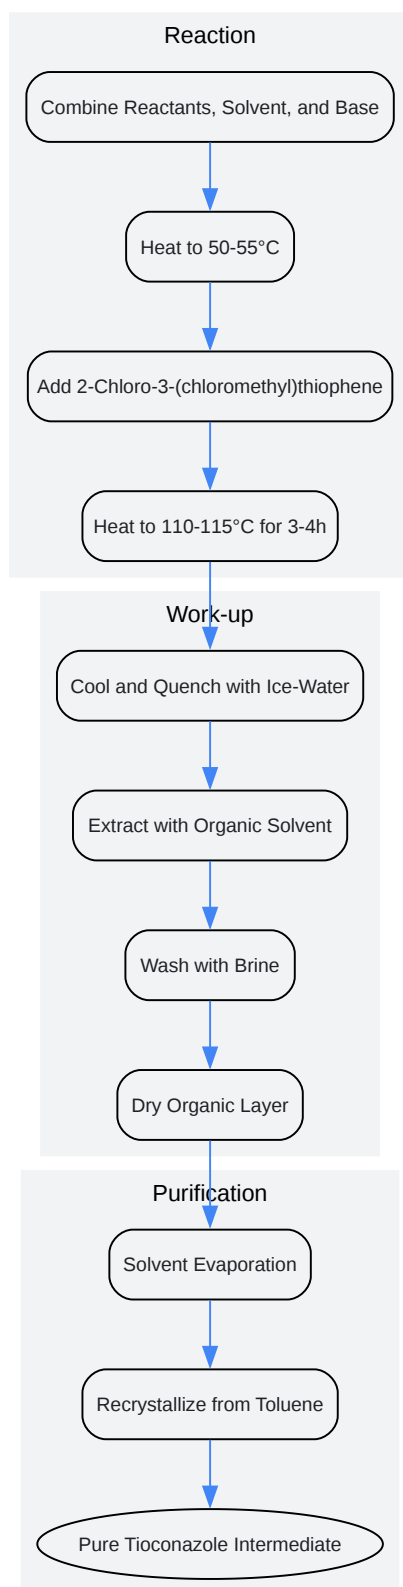 Reaction
Combine Reactants, Solvent, and Base
Heat to 50-55°C
Add 2-Chloro-3-(chloromethyl)thiophene
Heat to 110-115°C for 3-4h
Work-up
Cool and Quench with Ice-Water
Extract with Organic Solvent
Wash with Brine
Dry Organic Layer
Purification
Solvent Evaporation
Recrystallize from Toluene
Pure Tioconazole Intermediate